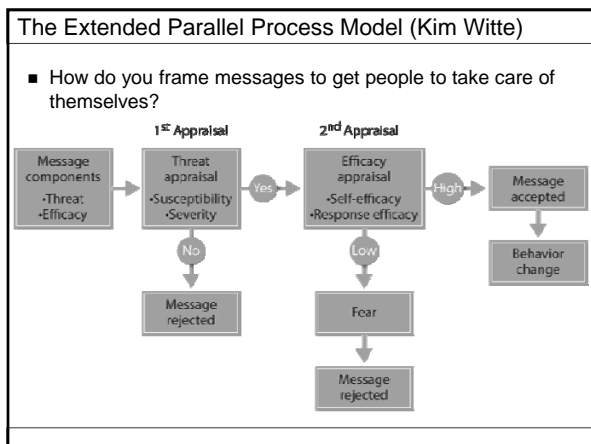 The Extended Parallel Process Model (Kim Witte)
■ How do you frame messages to get people to take care of
themselves?
1st Appraisal
2nd Appraisal
Message
components
•Threat
•Efficacy
Threat
appraisal
•Susceptibility
•Severity
Yes
Efficacy
appraisal
•Self-efficacy
•Response efficacy
High
Message
accepted
No
Low
Behavior
change
Message
rejected
Fear
Message
rejected